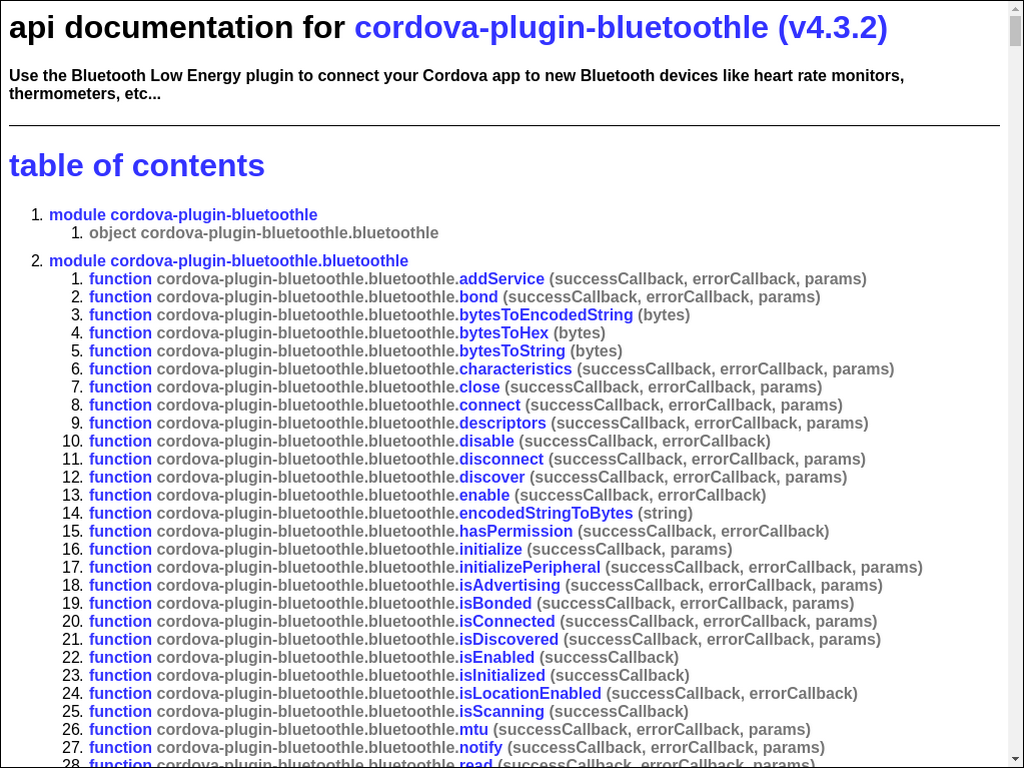 api documentation for cordova-plugin-bluetoothle (v4.3.2)
Use the Bluetooth Low Energy plugin to connect your Cordova app to new Bluetooth devices like heart rate monitors,
thermometers, etc...
table of contents
1. module cordova-plugin-bluetoothle
1. object cordova-plugin-bluetoothle.bluetoothle
2. module cordova-plugin-bluetoothle.bluetoothle
1. function cordova-plugin-bluetoothle.bluetoothle.addService (successCallback, errorCallback, params)
2. function cordova-plugin-bluetoothle.bluetoothle.bond (successCallback, errorCallback, params)
3. function cordova-plugin-bluetoothle.bluetoothle.bytesToEncodedString (bytes)
4. function cordova-plugin-bluetoothle.bluetoothle.bytesToHex (bytes)
5. function cordova-plugin-bluetoothle.bluetoothle.bytesToString (bytes)
6. function cordova-plugin-bluetoothle.bluetoothle.characteristics (successCallback, errorCallback, params)
7. function cordova-plugin-bluetoothle.bluetoothle.close (successCallback, errorCallback, params)
8. function cordova-plugin-bluetoothle.bluetoothle.connect (successCallback, errorCallback, params)
9. function cordova-plugin-bluetoothle.bluetoothle.descriptors (successCallback, errorCallback, params)
10. function cordova-plugin-bluetoothle.bluetoothle.disable (successCallback, errorCallback)
11. function cordova-plugin-bluetoothle.bluetoothle.disconnect (successCallback, errorCallback, params)
12. function cordova-plugin-bluetoothle.bluetoothle.discover (successCallback, errorCallback, params)
13. function cordova-plugin-bluetoothle.bluetoothle.enable (successCallback, errorCallback)
14. function cordova-plugin-bluetoothle.bluetoothle.encodedStringToBytes (string)
15. function cordova-plugin-bluetoothle.bluetoothle.hasPermission (successCallback, errorCallback)
16. function cordova-plugin-bluetoothle.bluetoothle.initialize (successCallback, params)
17. function cordova-plugin-bluetoothle.bluetoothle.initializePeripheral (successCallback, errorCallback, params)
18. function cordova-plugin-bluetoothle.bluetoothle.isAdvertising (successCallback, errorCallback, params)
19. function cordova-plugin-bluetoothle.bluetoothle.isBonded (successCallback, errorCallback, params)
20. function cordova-plugin-bluetoothle.bluetoothle.isConnected (successCallback, errorCallback, params)
21. function cordova-plugin-bluetoothle.bluetoothle.isDiscovered (successCallback, errorCallback, params)
22. function cordova-plugin-bluetoothle.bluetoothle.isEnabled (successCallback)
23. function cordova-plugin-bluetoothle.bluetoothle.isInitialized (successCallback)
24. function cordova-plugin-bluetoothle.bluetoothle.isLocationEnabled (successCallback, errorCallback)
25. function cordova-plugin-bluetoothle.bluetoothle.isScanning (successCallback)
26. function cordova-plugin-bluetoothle.bluetoothle.mtu (successCallback, errorCallback, params)
27. function cordova-plugin-bluetoothle.bluetoothle.notify (successCallback, errorCallback, params)
28. function cordova-plugin-bluetoothle.bluetoothle.read (successCallback, errorCallback, params)